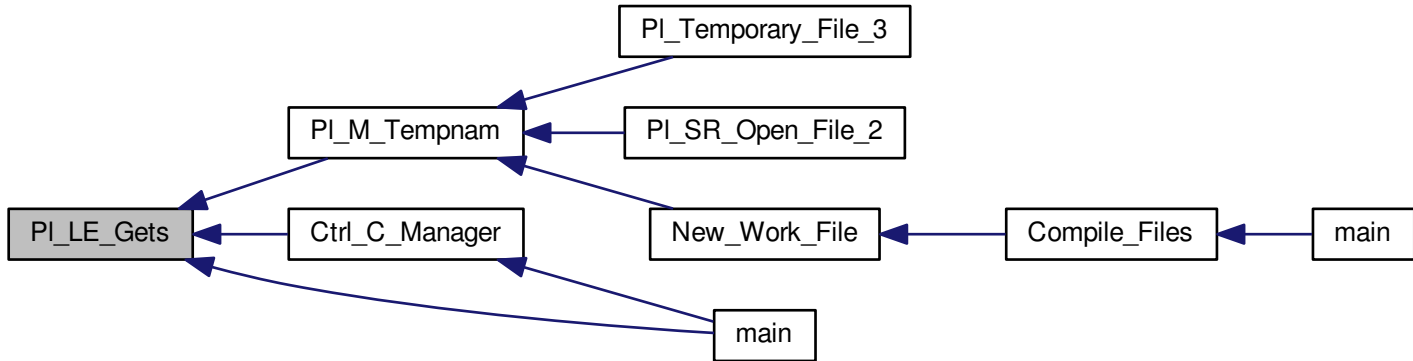 Pl_Temporary_File_3
Pl_M_Tempnam
Pl_SR_Open_File_2
Pl_LE_Gets
Ctrl_C_Manager
New_Work_File
Compile_Files
main
main